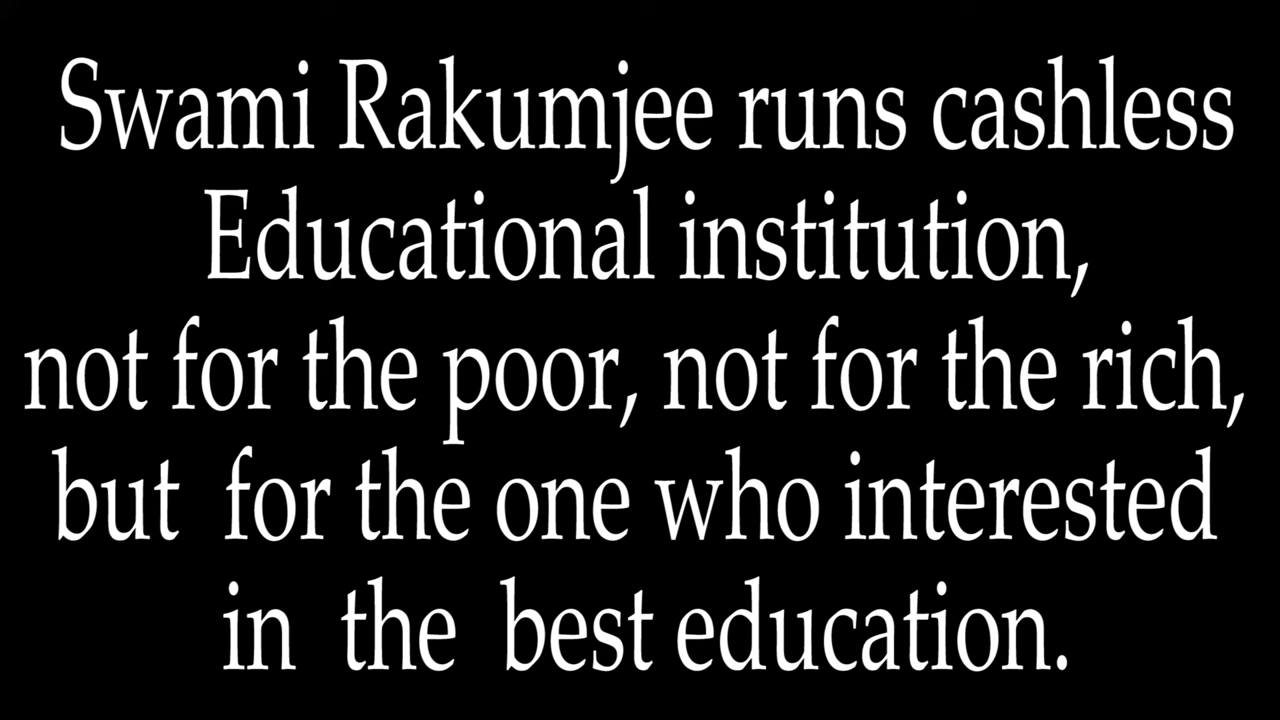 Swami Rakumjee runs cashless
Educational institution,
not for the poor, not for the rich,
but for the one who interested
in the best education.